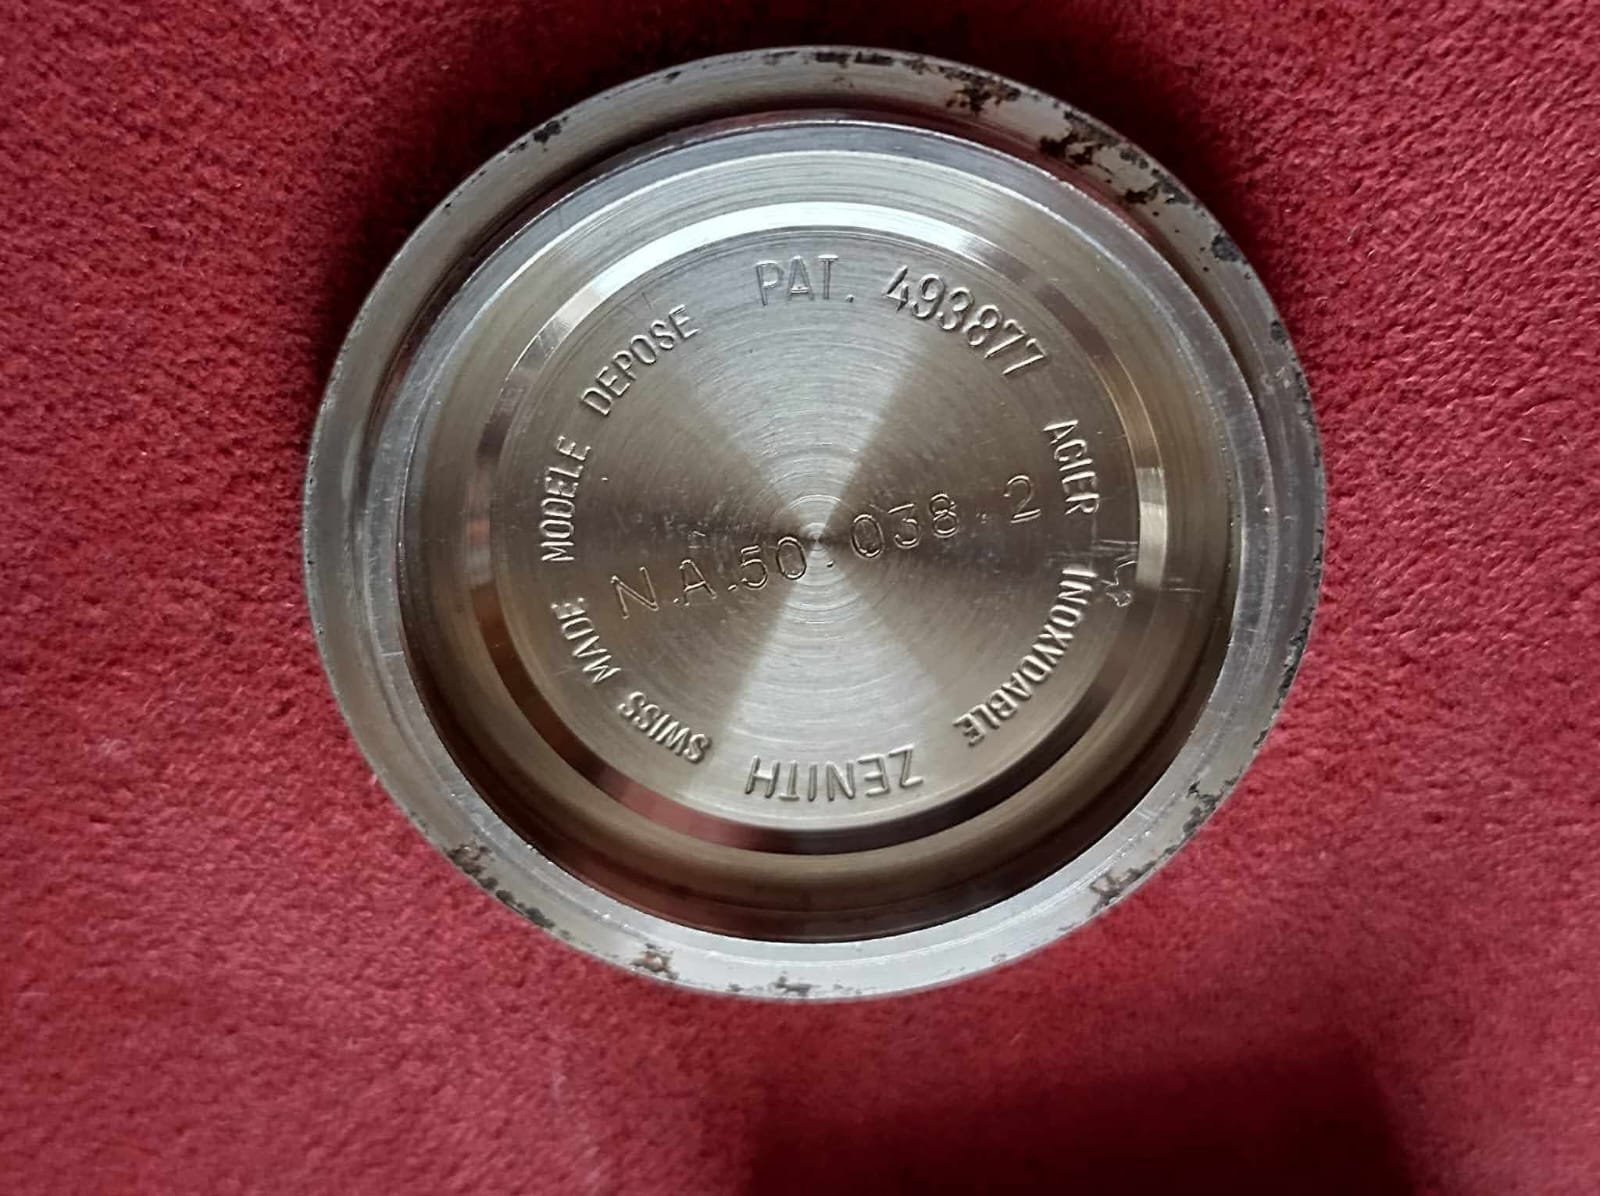 PAT. 493877
ACIER INOXYDABLE
ZENITH
SWISS MADE
MODELE DEPOSE
N.A.50.038.2